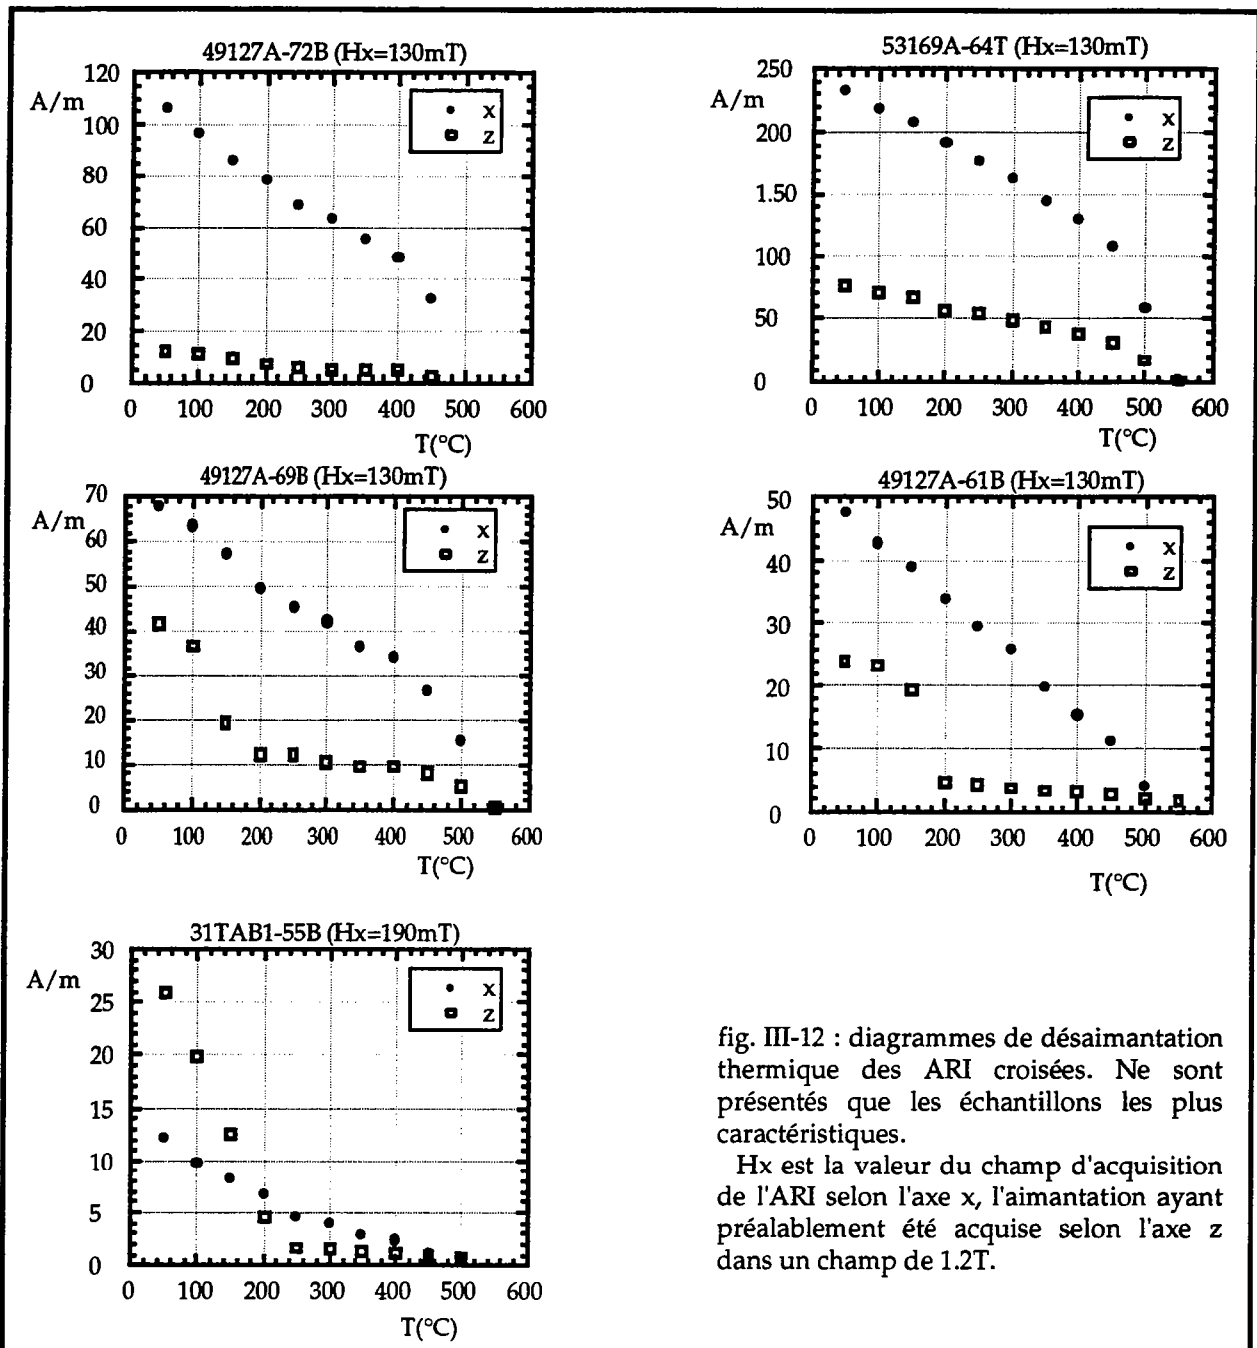 49127A-72B (Hx=130mT)
A/m
120
100
80
60
40
20
0
x
z
0 100 200 300 400 500 600
T(°C)
53169A-64T (Hx=130mT)
A/m
250
200
1.50
100
50
0
x
z
0 100 200 300 400 500 600
T(°C)
49127A-69B (Hx=130mT)
A/m
70
60
50
40
30
20
10
0
x
z
0 100 200 300 400 500 600
T(°C)
49127A-61B (Hx=130mT)
A/m
50
40
30
20
10
0
x
z
0 100 200 300 400 500 600
T(°C)
31TAB1-55B (Hx=190mT)
A/m
30
25
20
15
10
5
0
x
z
0 100 200 300 400 500 600
T(°C)
fig. III-12 : diagrammes de désaimantation
thermique des ARI croisées. Ne sont
présentés que les échantillons les plus
caractéristiques.
Hx est la valeur du champ d'acquisition
de l'ARI selon l'axe x, l'aimantation ayant
préalablement été acquise selon l'axe z
dans un champ de 1.2T.